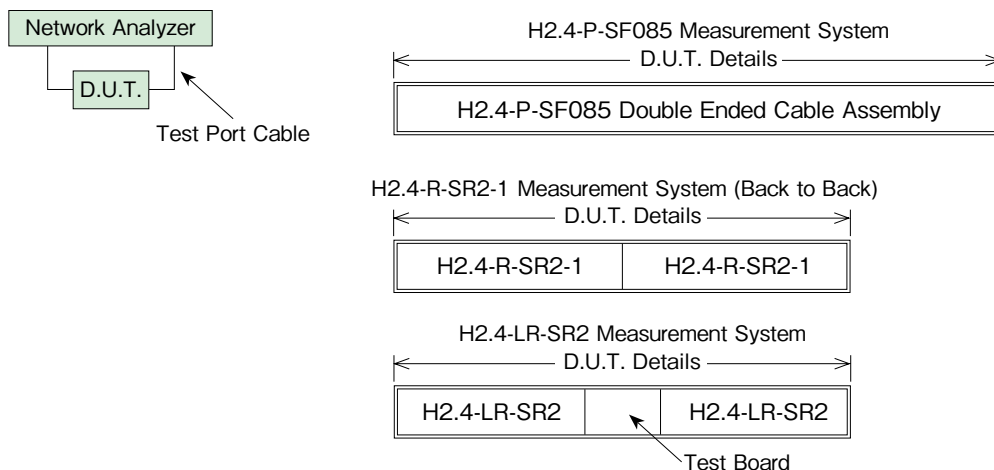 Network Analyzer
D.U.T.
Test Port Cable
H2.4-P-SF085 Measurement System
D.U.T. Details
H2.4-P-SF085 Double Ended Cable Assembly
H2.4-R-SR2-1 Measurement System (Back to Back)
D.U.T. Details
H2.4-R-SR2-1 H2.4-R-SR2-1
H2.4-LR-SR2 Measurement System
D.U.T. Details
H2.4-LR-SR2 H2.4-LR-SR2
Test Board